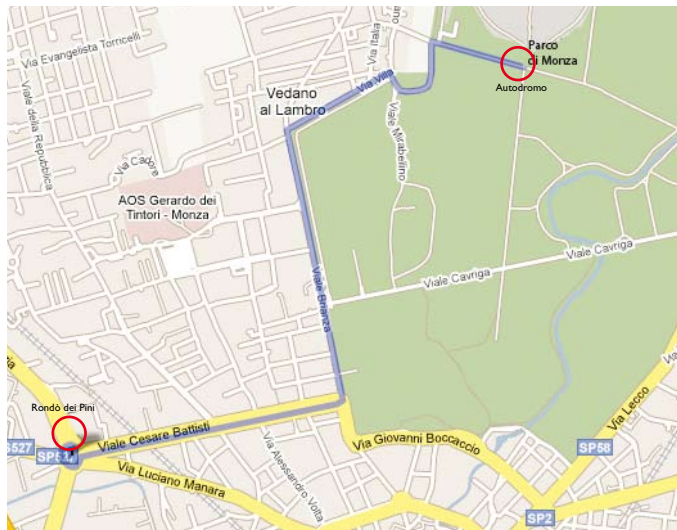 Via Evangelista Torricelli
Viale della Repubblica
Via Italia
Parco
di Monza
Autodromo
Via Villa
Vedano
al Lambro
Viale Mirabellino
Via Cadore
AOS Gerardo dei
Tintori - Monza
Viale Cavriga
Viale Cavriga
Viale Brianza
Rondò dei Pini
Viale Cesare Battisti
Via Lecco
Via Giovanni Boccaccio
SP58
Via Luciano Manara
Via Alessandro Volta
SP2